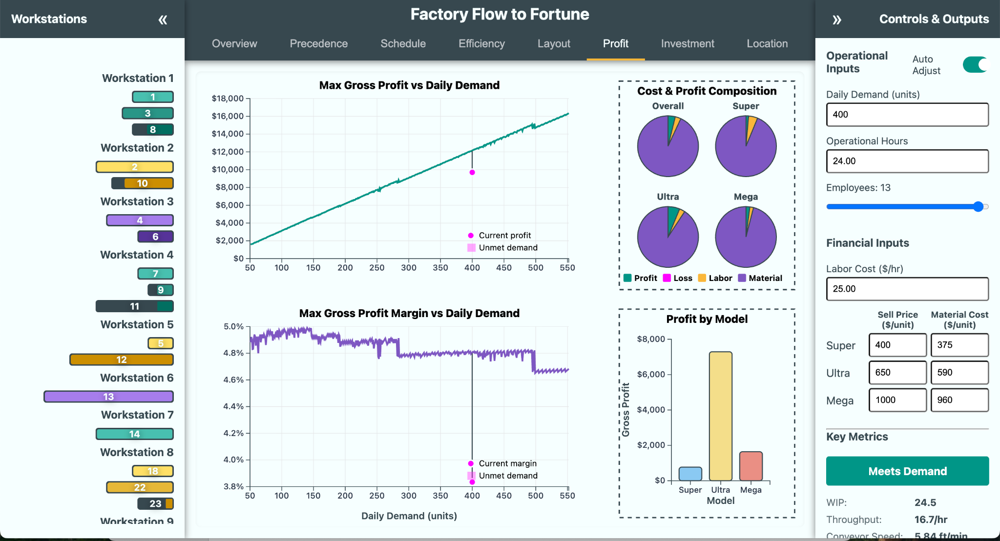 Workstations «
Factory Flow to Fortune
» Controls & Outputs
Overview Precedence Schedule Efficiency Layout Profit Investment Location
Workstation 1
1
3
8
Workstation 2
2
10
Workstation 3
4
6
Workstation 4
7
9
11
Workstation 5
5
12
Workstation 6
13
Workstation 7
14
Workstation 8
18
22
23
Workstation 9
Max Gross Profit vs Daily Demand
$18,000
$16,000
$14,000
$12,000
$10,000
$8,000
$6,000
$4,000
$2,000
$0
Current profit
Unmet demand
50 100 150 200 250 300 350 400 450 500 550
Max Gross Profit Margin vs Daily Demand
5.0%
4.8%
4.6%
4.4%
4.2%
4.0%
3.8%
Current margin
Unmet demand
50 100 150 200 250 300 350 400 450 500 550
Daily Demand (units)
Cost & Profit Composition
Overall Super
Ultra Mega
Profit Loss Labor Material
Profit by Model
$8,000
$6,000
$4,000
$2,000
$0
Gross Profit
Super Ultra Mega
Model
Operational
Inputs
Auto
Adjust
Daily Demand (units)
400
Operational Hours
24.00
Employees: 13
Financial Inputs
Labor Cost ($/hr)
25.00
Sell Price
($/unit)
Material Cost
($/unit)
Super 400 375
Ultra 650 590
Mega 1000 960
Key Metrics
Meets Demand
WIP: 24.5
Throughput: 16.7/hr
Conveyor Speed: 5.84 ft/min